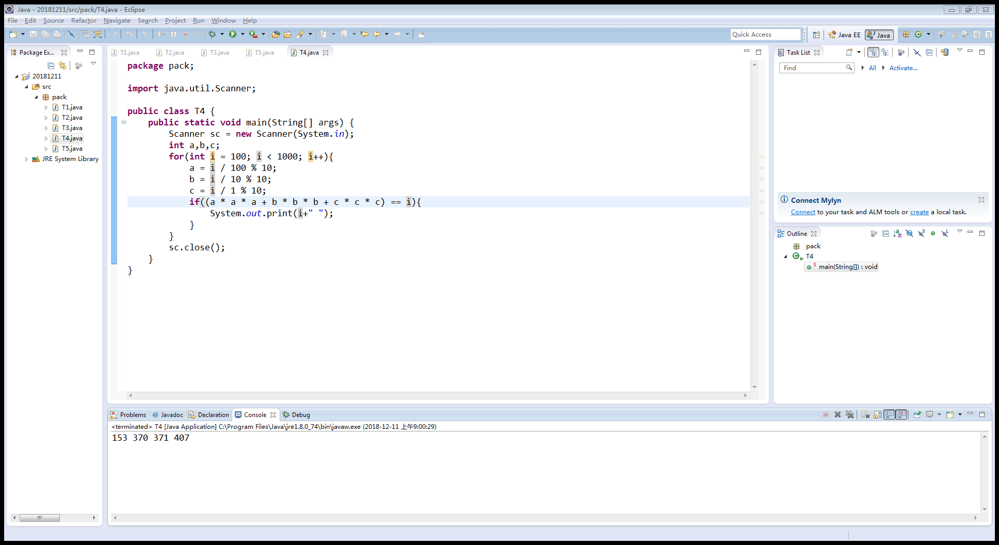 Java - 20181211/src/pack/T4.java - Eclipse
File Edit Source Refactor Navigate Search Project Run Window Help
Quick Access
Java EE
Java
Package Ex...
20181211
src
pack
T1.java
T2.java
T3.java
T4.java
T5.java
JRE System Library
T1.java T2.java T3.java T5.java T4.java
package pack;
import java.util.Scanner;
public class T4 {
public static void main(String[] args) {
Scanner sc = new Scanner(System.in);
int a,b,c;
for(int i = 100; i < 1000; i++){
a = i / 100 % 10;
b = i / 10 % 10;
c = i / 1 % 10;
if((a * a * a + b * b * b + c * c * c) == i){
System.out.print(i+" ");
}
}
sc.close();
}
}
Task List
Find
All
Activate...
Connect Mylyn
Connect to your task and ALM tools or create a local task.
Outline
pack
T4
main(String[]) : void
Problems @ Javadoc Declaration Console Debug
<terminated> T4 [Java Application] C:\Program Files\Java\jre1.8.0_74\bin\javaw.exe (2018-12-11 上午9:00:29)
153 370 371 407